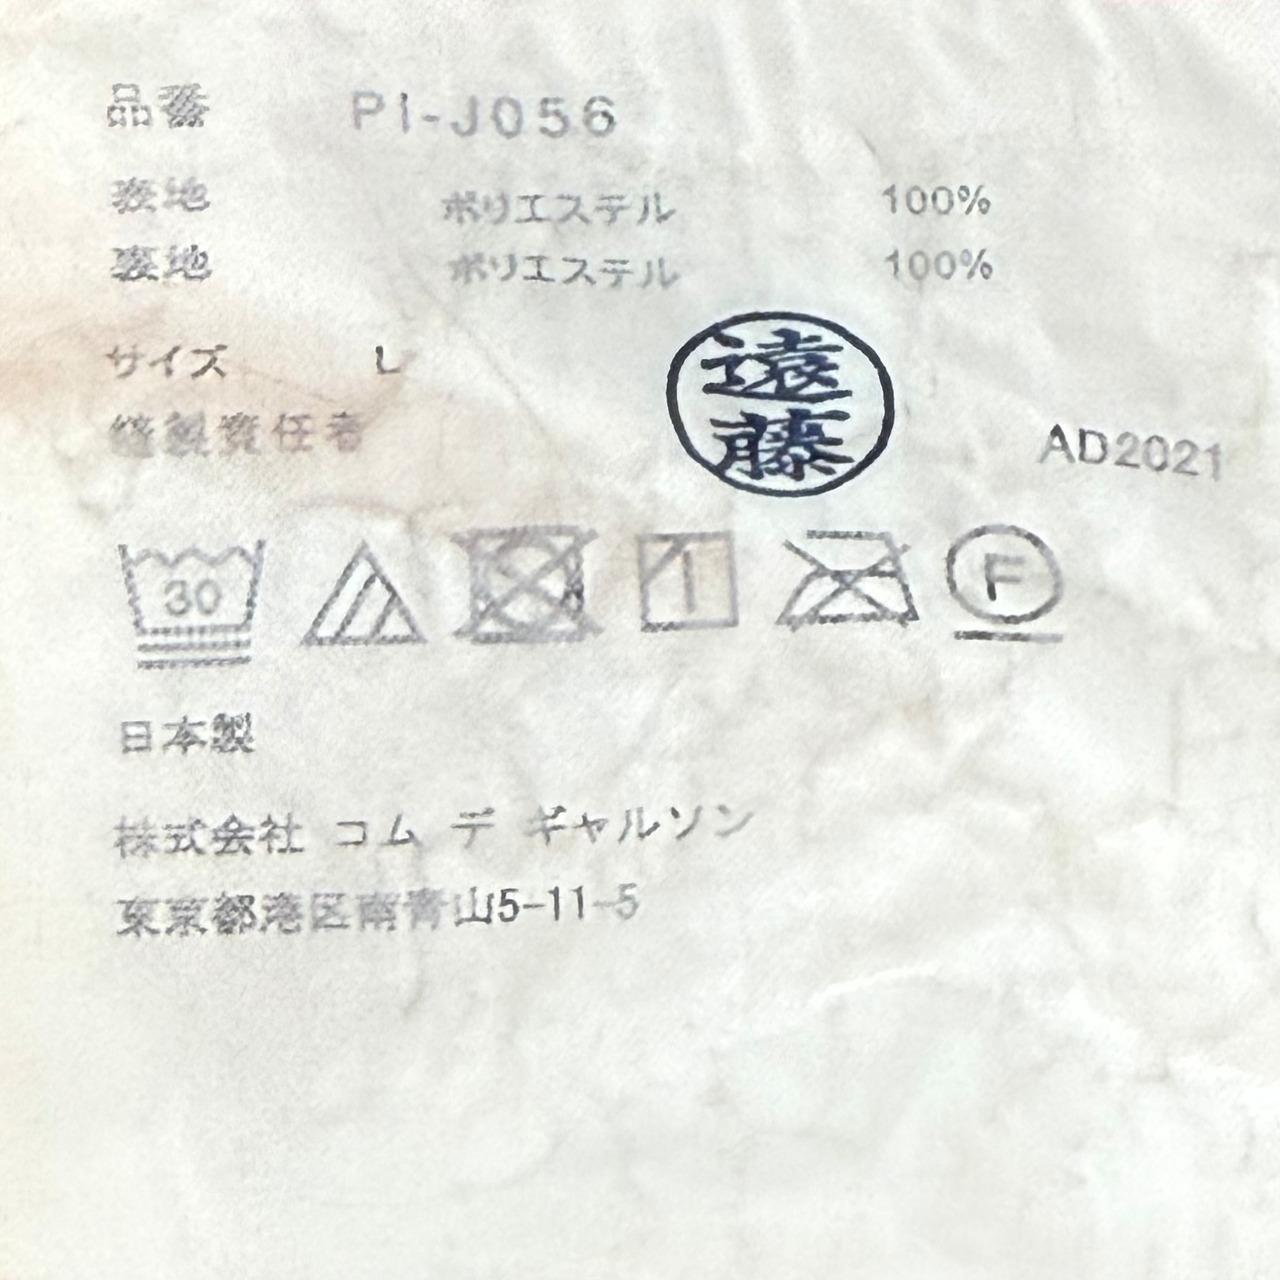 品番 PI-J056
表地 ポリエステル 100%
裏地 ポリエステル 100%
サイズ L
縫製責任者 遠藤 AD2021
30 F
日本製
株式会社 コム デ ギャルソン
東京都港区南青山5-11-5